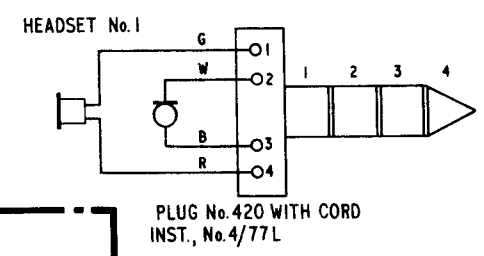 HEADSET No. 1
G
1
W
2
1 2 3 4
B
3
R
4
PLUG No. 420 WITH CORD
INST., No. 4/77L